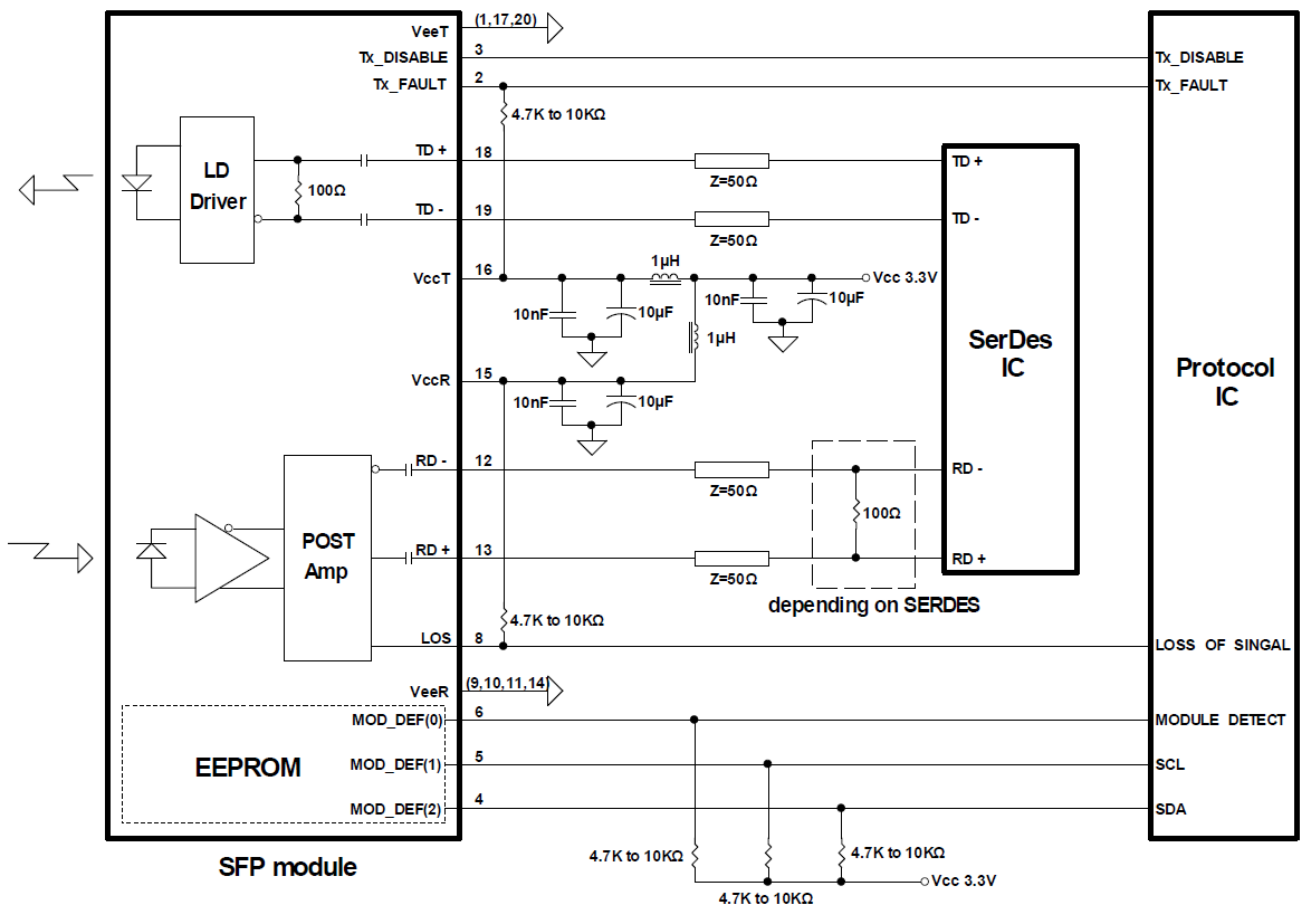 VeeT
(1,17,20)
Tx_DISABLE
3
Tx_DISABLE
Tx_FAULT
2
Tx_FAULT
4.7K to 10KΩ
LD
Driver
100Ω
TD +
18
Z=50Ω
TD +
TD -
19
Z=50Ω
TD -
VccT
16
1µH
Vcc 3.3V
10nF
10µF
10nF
10µF
1µH
VccR
15
10nF
10µF
SerDes
IC
Protocol
IC
RD -
12
Z=50Ω
RD -
100Ω
POST
Amp
RD +
13
Z=50Ω
RD +
depending on SERDES
4.7K to 10KΩ
LOS
8
LOSS OF SINGAL
VeeR
(9,10,11,14)
MOD_DEF(0)
6
MODULE DETECT
EEPROM
MOD_DEF(1)
5
SCL
MOD_DEF(2)
4
SDA
SFP module
4.7K to 10KΩ
4.7K to 10KΩ
4.7K to 10KΩ
Vcc 3.3V